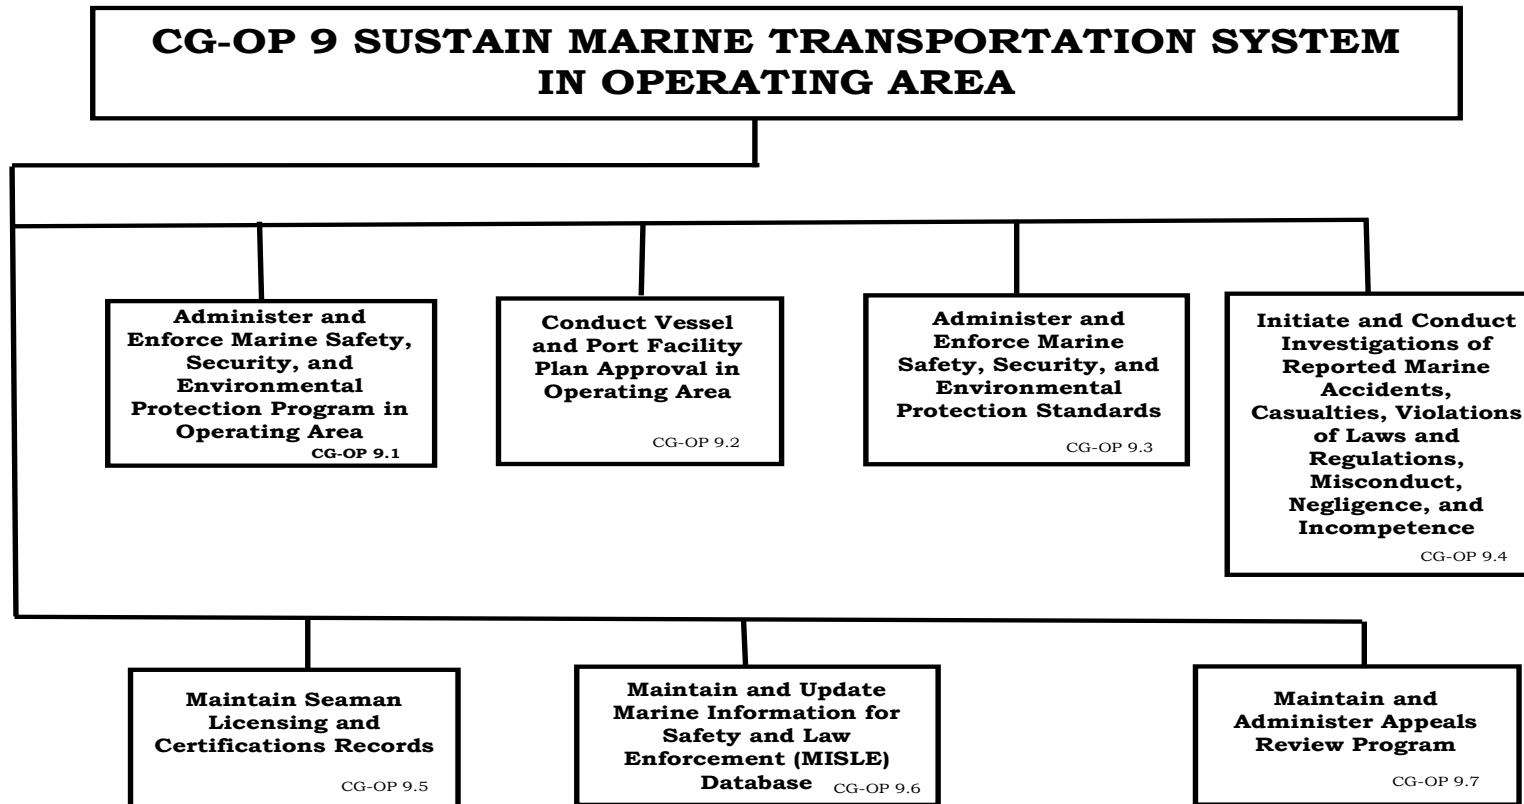 CG-OP 9 SUSTAIN MARINE TRANSPORTATION SYSTEM
IN OPERATING AREA
Administer and
Enforce Marine Safety,
Security, and
Environmental
Protection Program in
Operating Area
CG-OP 9.1
Conduct Vessel
and Port Facility
Plan Approval in
Operating Area
CG-OP 9.2
Administer and
Enforce Marine
Safety, Security, and
Environmental
Protection Standards
CG-OP 9.3
Initiate and Conduct
Investigations of
Reported Marine
Accidents,
Casualties, Violations
of Laws and
Regulations,
Misconduct,
Negligence, and
Incompetence
CG-OP 9.4
Maintain Seaman
Licensing and
Certifications Records
CG-OP 9.5
Maintain and Update
Marine Information for
Safety and Law
Enforcement (MISLE)
Database
CG-OP 9.6
Maintain and
Administer Appeals
Review Program
CG-OP 9.7